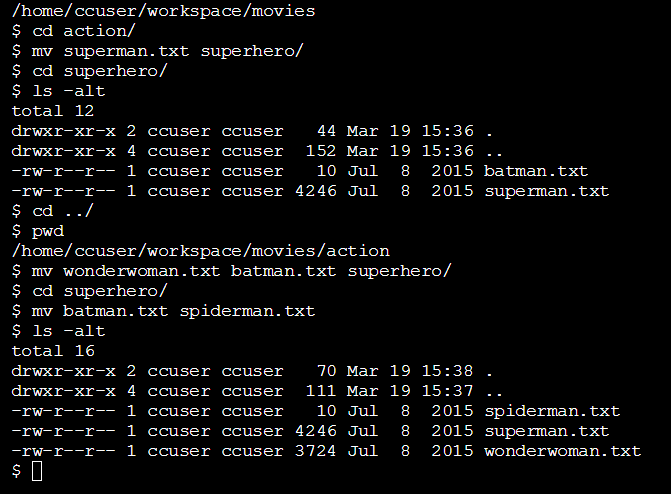 /home/ccuser/workspace/movies
$ cd action/
$ mv superman.txt superhero/
$ cd superhero/
$ ls -alt
total 12
drwxr-xr-x 2 ccuser ccuser   44 Mar 19 15:36 .
drwxr-xr-x 4 ccuser ccuser  152 Mar 19 15:36 ..
-rw-r--r-- 1 ccuser ccuser   10 Jul  8  2015 batman.txt
-rw-r--r-- 1 ccuser ccuser 4246 Jul  8  2015 superman.txt
$ cd ../
$ pwd
/home/ccuser/workspace/movies/action
$ mv wonderwoman.txt batman.txt superhero/
$ cd superhero/
$ mv batman.txt spiderman.txt
$ ls -alt
total 16
drwxr-xr-x 2 ccuser ccuser   70 Mar 19 15:38 .
drwxr-xr-x 4 ccuser ccuser  111 Mar 19 15:37 ..
-rw-r--r-- 1 ccuser ccuser   10 Jul  8  2015 spiderman.txt
-rw-r--r-- 1 ccuser ccuser 4246 Jul  8  2015 superman.txt
-rw-r--r-- 1 ccuser ccuser 3724 Jul  8  2015 wonderwoman.txt
$